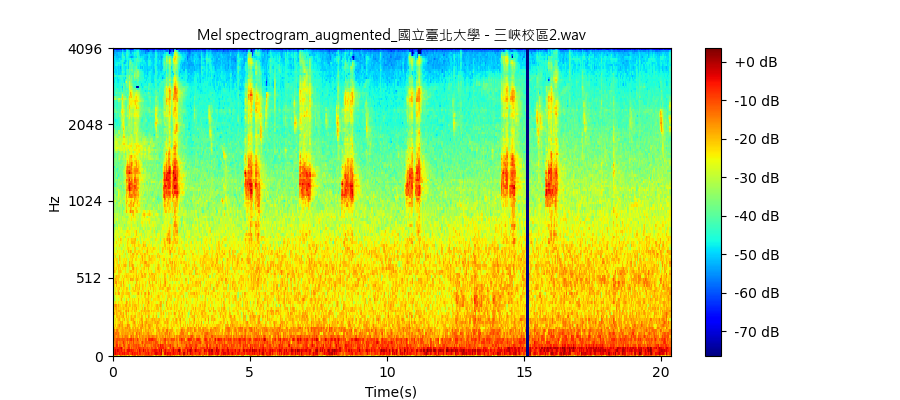 Mel spectrogram_augmented_國立臺北大學 - 三峽校區2.wav
4096
2048
1024
512
0
Hz
0
5
10
15
20
Time(s)
+0 dB
-10 dB
-20 dB
-30 dB
-40 dB
-50 dB
-60 dB
-70 dB